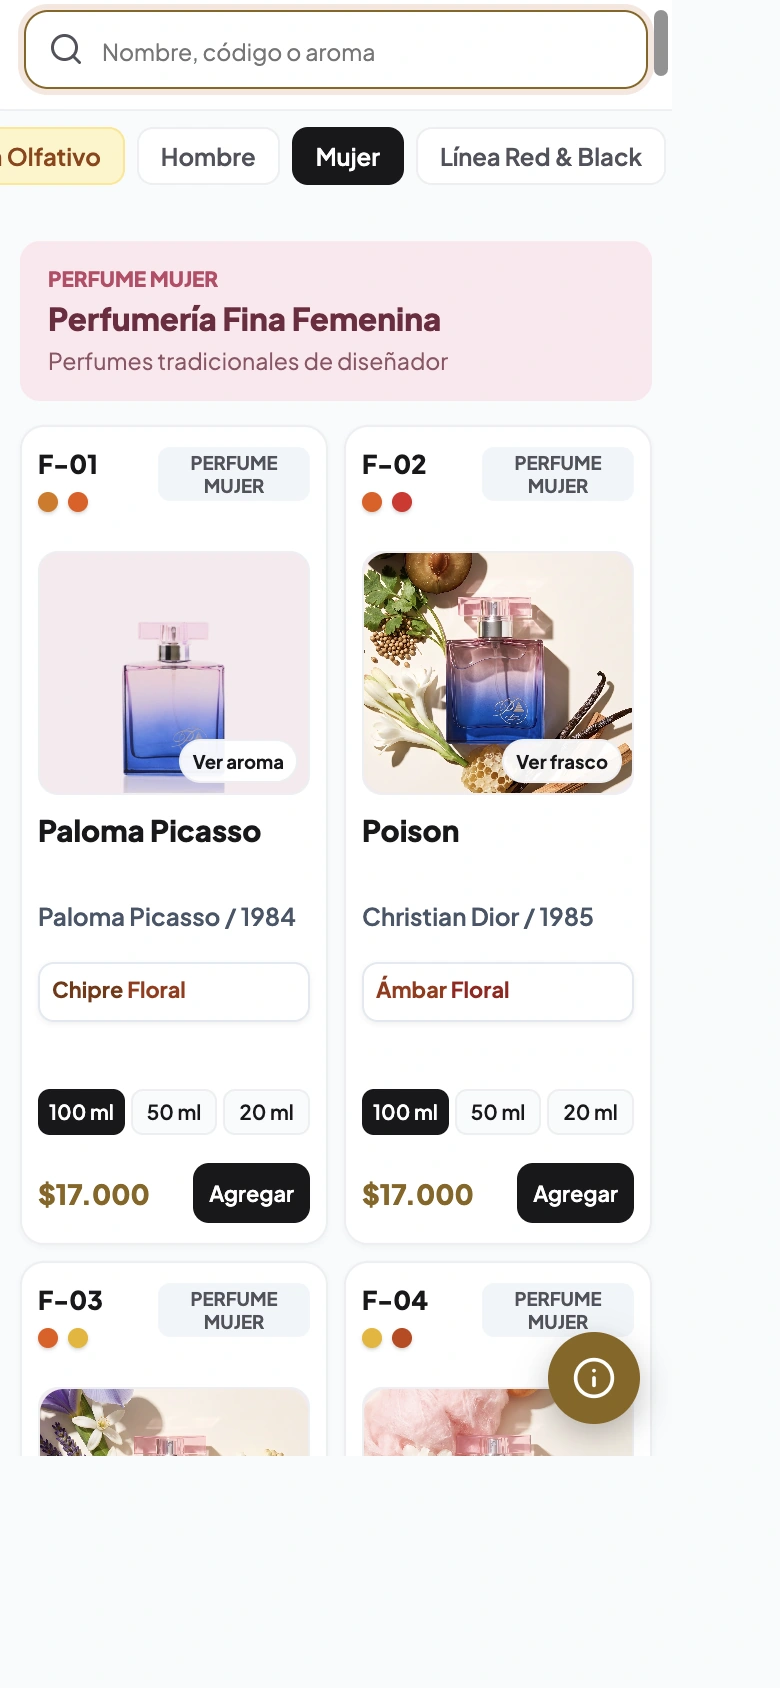 Nombre, código o aroma
Olfativo
Hombre
Mujer
Línea Red & Black
PERFUME MUJER
Perfumería Fina Femenina
Perfumes tradicionales de diseñador
F-01
PERFUME
MUJER
Ver aroma
Paloma Picasso
Paloma Picasso / 1984
Chipre Floral
100 ml
50 ml
20 ml
$17.000
Agregar
F-02
PERFUME
MUJER
Ver frasco
Poison
Christian Dior / 1985
Ámbar Floral
100 ml
50 ml
20 ml
$17.000
Agregar
F-03
PERFUME
MUJER
F-04
PERFUME
MUJER